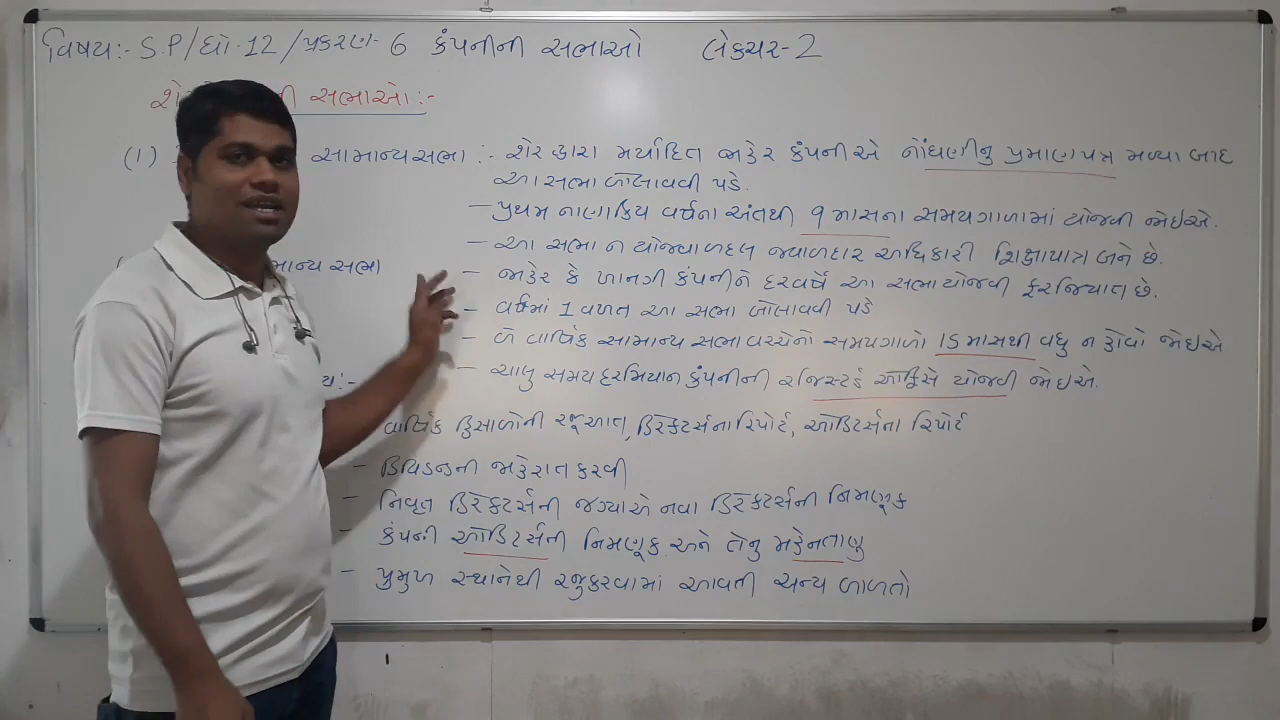 વિષય:- S.P/ધો-12/પ્રકરણ-6 કંપનીની સભાઓ લેક્ચર-2
શે ની સભાઓ:-
(1) સામાન્ય સભા :- શેર દ્વારા મર્યાદિત જાહેર કંપનીએ નોંધણીનુ પ્રમાણપત્ર મળ્યા બાદ
આ સભા બોલાવવી પડે.
- પ્રથમ નાણાકિય વર્ષના અંતથી 9 માસના સમયગાળામાં યોજવી જોઇએ.
- આ સભા ન યોજવા બદલ જવાબદાર અધિકારી શિક્ષાપાત્ર બને છે.
માન્ય સભા - જાહેર કે ખાનગી કંપનીને દરવર્ષે આ સભા યોજવી ફરજિયાત છે.
- વર્ષમાં 1 વખત આ સભા બોલાવવી પડે
- બે વાર્ષિક સામાન્ય સભા વચ્ચેનો સમયગાળો 15 માસથી વધુ ન હોવો જોઇએ
- ચાલુ સમય દરમિયાન કંપનીની રજિસ્ટર્ડ ઓફિસે યોજવી જોઇએ.
ય:-
વાર્ષિક હિસાબોની રજૂઆત, ડિરેક્ટર્સના રિપોર્ટ, ઓડિટર્સના રિપોર્ટ
- ડિવિડન્ડની જાહેરાત કરવી
- નિવૃત્ત ડિરેક્ટર્સની જગ્યાએ નવા ડિરેક્ટર્સની નિમણૂક
- કંપની ઓડિટર્સની નિમણૂક અને તેનુ મહેનતાણુ
- પ્રમુખ સ્થાનેથી રજુ કરવામાં આવતી અન્ય બાબતો